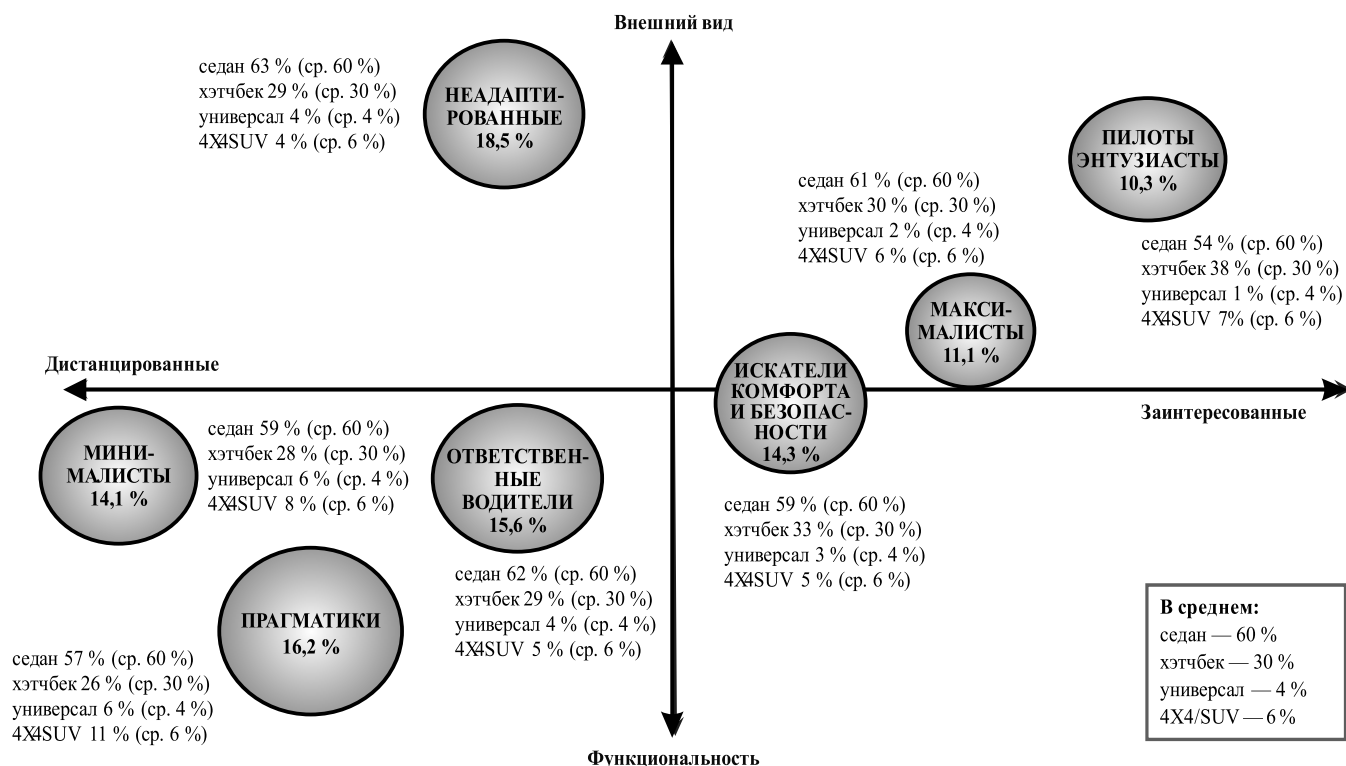 Внешний вид
седан 63 % (ср. 60 %)
хэтчбек 29 % (ср. 30 %)
универсал 4 % (ср. 4 %)
4X4SUV 4 % (ср. 6 %)
НЕАДАПТИ-
РОВАННЫЕ
18,5 %
ПИЛОТЫ
ЭНТУЗИАСТЫ
10,3 %
седан 61 % (ср. 60 %)
хэтчбек 30 % (ср. 30 %)
универсал 2 % (ср. 4 %)
4X4SUV 6 % (ср. 6 %)
седан 54 % (ср. 60 %)
хэтчбек 38 % (ср. 30 %)
универсал 1 % (ср. 4 %)
4X4SUV 7% (ср. 6 %)
МАКСИ-
МАЛИСТЫ
11,1 %
Дистанцированные
Заинтересованные
ИСКАТЕЛИ
КОМФОРТА
И БЕЗОПАС-
НОСТИ
14,3 %
МИНИ-
МАЛИСТЫ
14,1 %
седан 59 % (ср. 60 %)
хэтчбек 28 % (ср. 30 %)
универсал 6 % (ср. 4 %)
4X4SUV 8 % (ср. 6 %)
ОТВЕТСТВЕН-
НЫЕ
ВОДИТЕЛИ
15,6 %
седан 59 % (ср. 60 %)
хэтчбек 33 % (ср. 30 %)
универсал 3 % (ср. 4 %)
4X4SUV 5 % (ср. 6 %)
седан 62 % (ср. 60 %)
хэтчбек 29 % (ср. 30 %)
универсал 4 % (ср. 4 %)
4X4SUV 5 % (ср. 6 %)
ПРАГМАТИКИ
16,2 %
седан 57 % (ср. 60 %)
хэтчбек 26 % (ср. 30 %)
универсал 6 % (ср. 4 %)
4X4SUV 11 % (ср. 6 %)
В среднем:
седан — 60 %
хэтчбек — 30 %
универсал — 4 %
4X4/SUV — 6 %
Функциональность